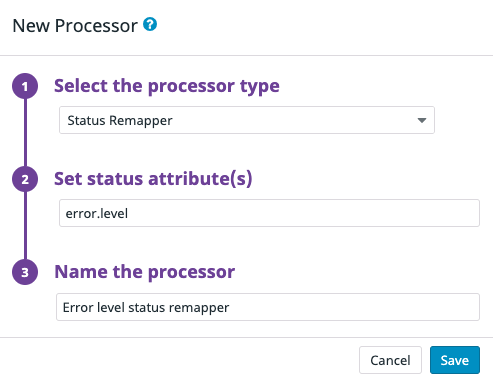 New Processor ?
1 Select the processor type
Status Remapper
2 Set status attribute(s)
error.level
3 Name the processor
Error level status remapper
Cancel Save